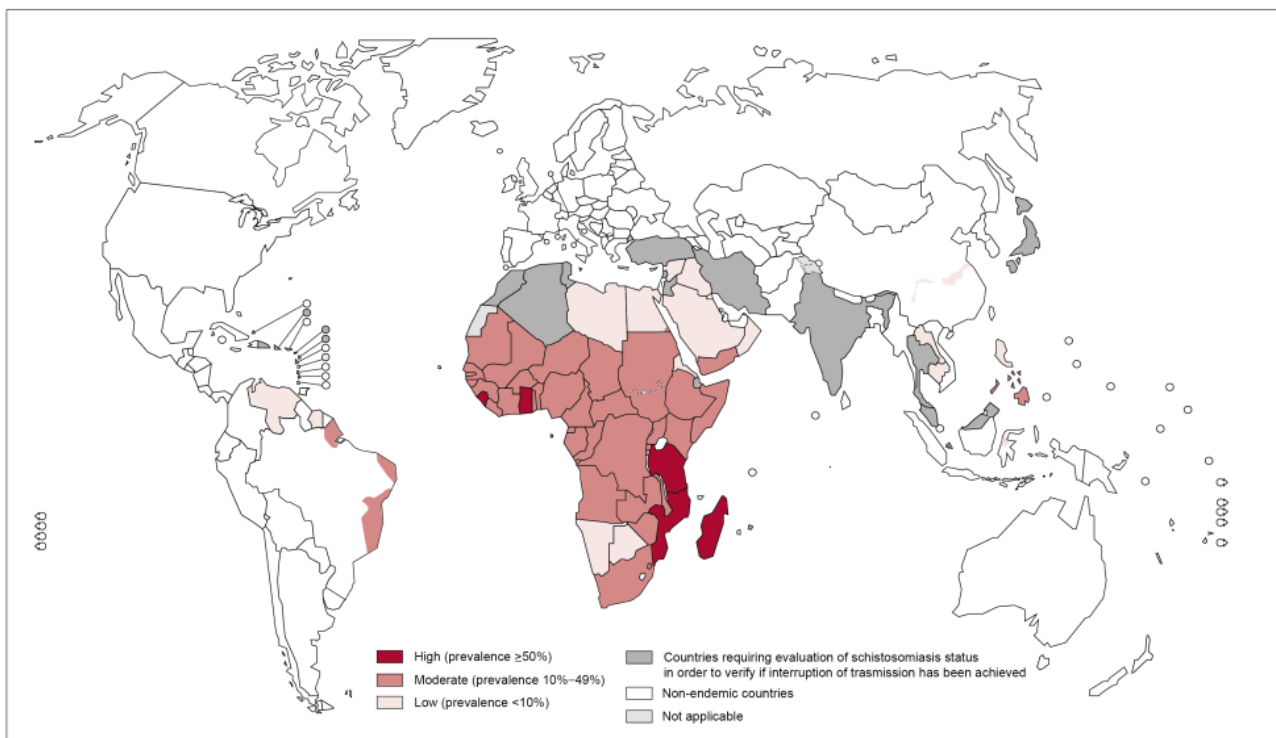 High (prevalence ≥50%)
Moderate (prevalence 10%–49%)
Low (prevalence <10%)
Countries requiring evaluation of schistosomiasis status
in order to verify if interruption of trasmission has been achieved
Non-endemic countries
Not applicable